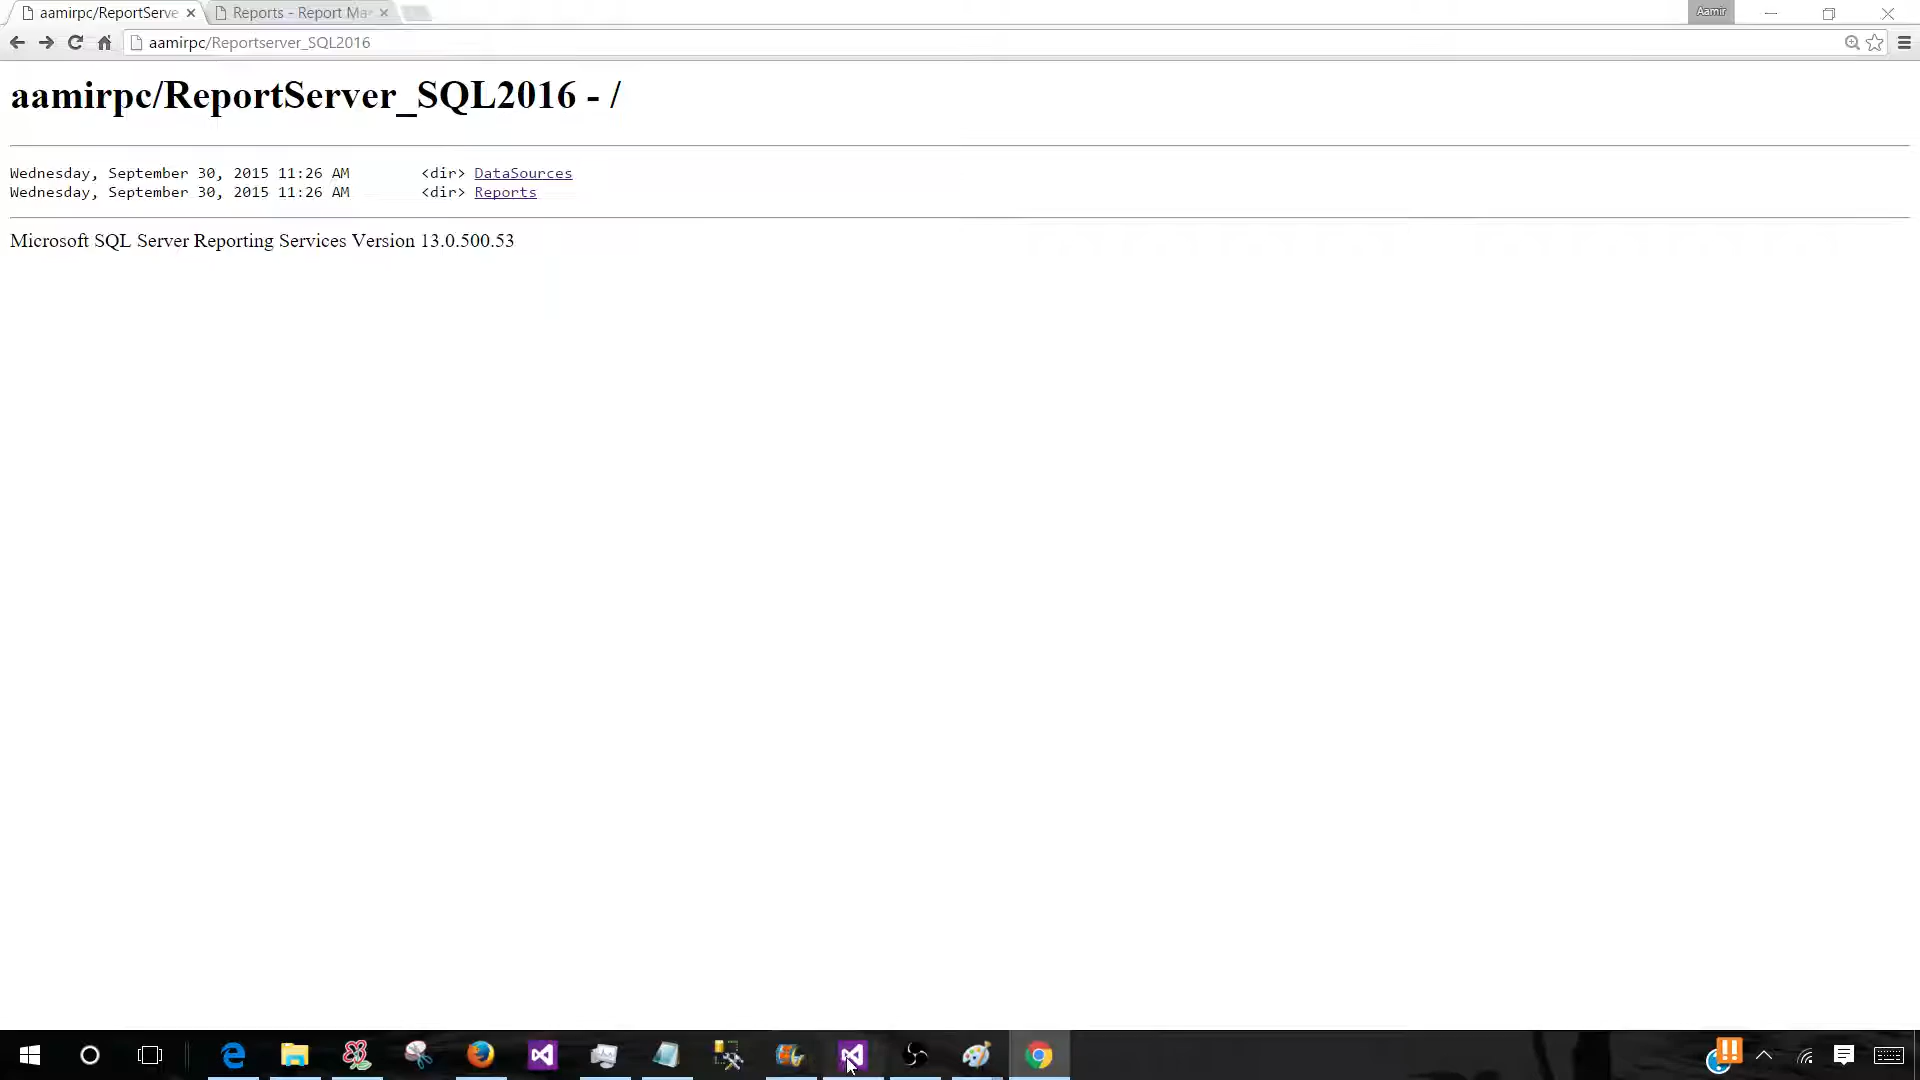 aamirpc/ReportServe
Reports - Report Ma
Aamir
aamirpc/Reportserver_SQL2016
aamirpc/ReportServer_SQL2016 - /
Wednesday, September 30, 2015 11:26 AM <dir> DataSources
Wednesday, September 30, 2015 11:26 AM <dir> Reports
Microsoft SQL Server Reporting Services Version 13.0.500.53